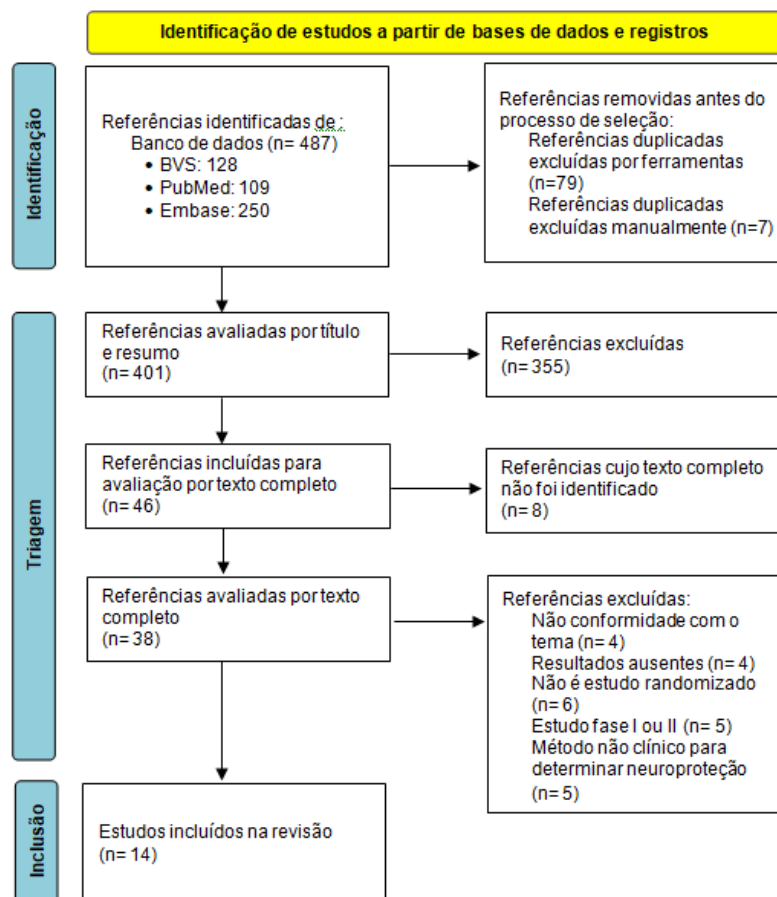 Identificação de estudos a partir de bases de dados e registros
Identificação
Referências identificadas de :
Banco de dados (n= 487)
• BVS: 128
• PubMed: 109
• Embase: 250
Referências removidas antes do
processo de seleção:
Referências duplicadas
excluídas por ferramentas
(n=79)
Referências duplicadas
excluídas manualmente (n=7)
Triagem
Referências avaliadas por título
e resumo
(n= 401)
Referências excluídas
(n= 355)
Referências incluídas para
avaliação por texto completo
(n= 46)
Referências cujo texto completo
não foi identificado
(n= 8)
Referências avaliadas por texto
completo
(n= 38)
Referências excluídas:
Não conformidade com o
tema (n= 4)
Resultados ausentes (n= 4)
Não é estudo randomizado
(n= 6)
Estudo fase I ou II (n= 5)
Método não clínico para
determinar neuroproteção
(n= 5)
Inclusão
Estudos incluídos na revisão
(n= 14)